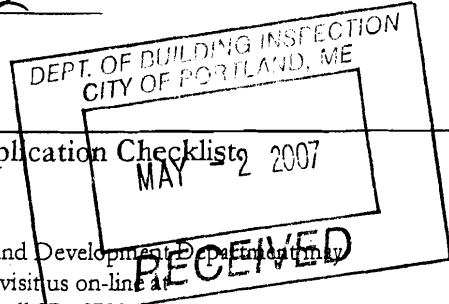 DEPT. OF BUILDING INSPECTION
CITY OF PORTLAND, ME
plication Checklist
MAY - 2 2007
nd Development Department may
visit us on-line at
RECEIVED